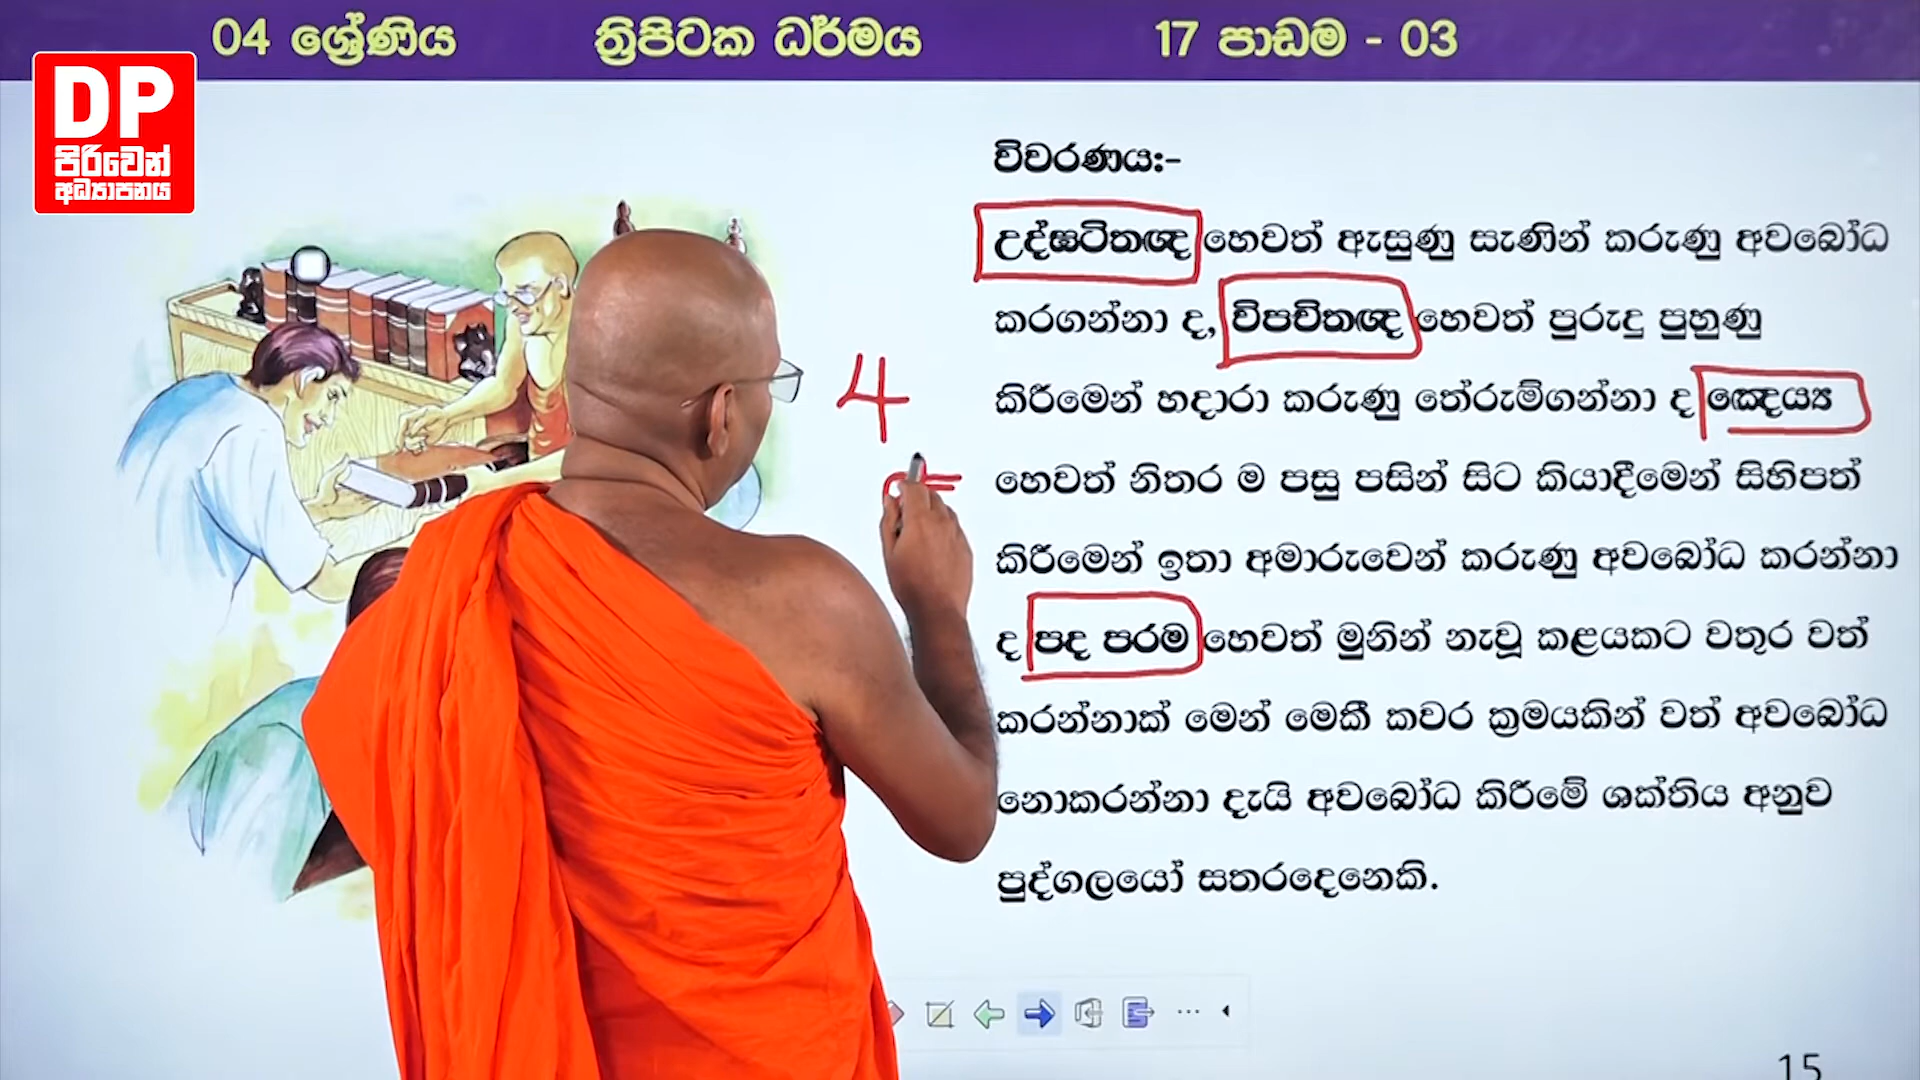 04 ශ්‍රේණිය ත්‍රිපිටක ධර්මය 17 පාඩම - 03
DP
පිරිවෙන්
අධ්‍යාපනය
විවරණය:-
උද්ඝටිතඥ හෙවත් ඇසුණු සැණින් කරුණු අවබෝධ
කරගන්නා ද, විපචිතඥ හෙවත් පුරුදු පුහුණු
කිරීමෙන් හදාරා කරුණු තේරුම්ගන්නා ද ඤෙය්‍ය
හෙවත් නිතර ම පසු පසින් සිට කියාදීමෙන් සිහිපත්
කිරීමෙන් ඉතා අමාරුවෙන් කරුණු අවබෝධ කරන්නා
ද පද පරම හෙවත් මුනින් නැවූ කළයකට වතුර වත්
කරන්නාක් මෙන් මෙකී කවර ක්‍රමයකින් වත් අවබෝධ
නොකරන්නා දැයි අවබෝධ කිරීමේ ශක්තිය අනුව
පුද්ගලයෝ සතරදෙනෙකි.
4
15